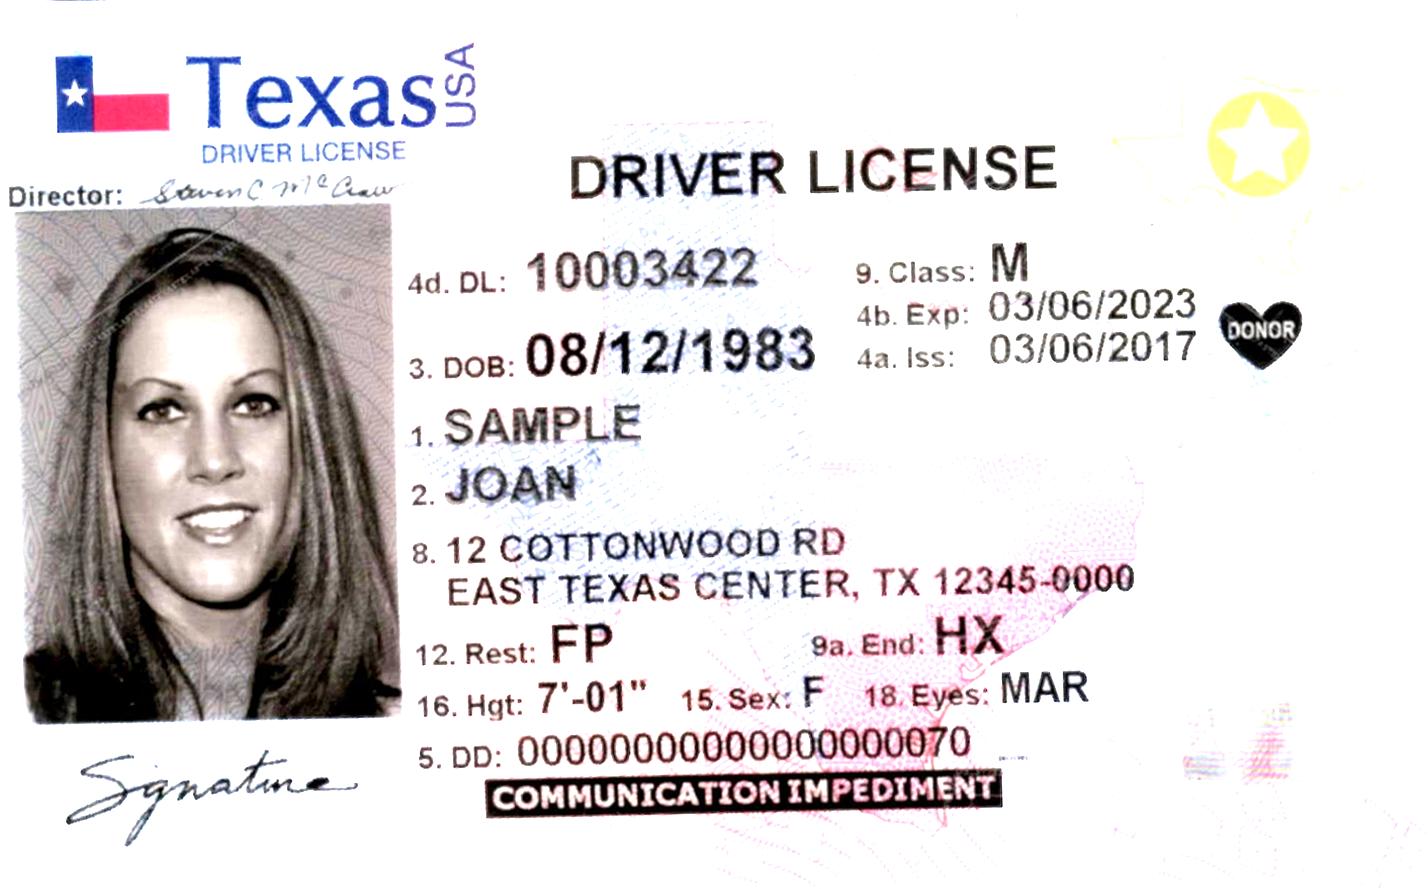 Texas USA
DRIVER LICENSE
DRIVER LICENSE
Director: Steven C McCraw
4d. DL: 10003422
9. Class: M
4b. Exp: 03/06/2023
DONOR
3. DOB: 08/12/1983
4a. Iss: 03/06/2017
1. SAMPLE
2. JOAN
8. 12 COTTONWOOD RD
EAST TEXAS CENTER, TX 12345-0000
12. Rest: FP
9a. End: HX
16. Hgt: 7'-01" 15. Sex: F 18. Eyes: MAR
5. DD: 00000000000000000070
COMMUNICATION IMPEDIMENT
Signature